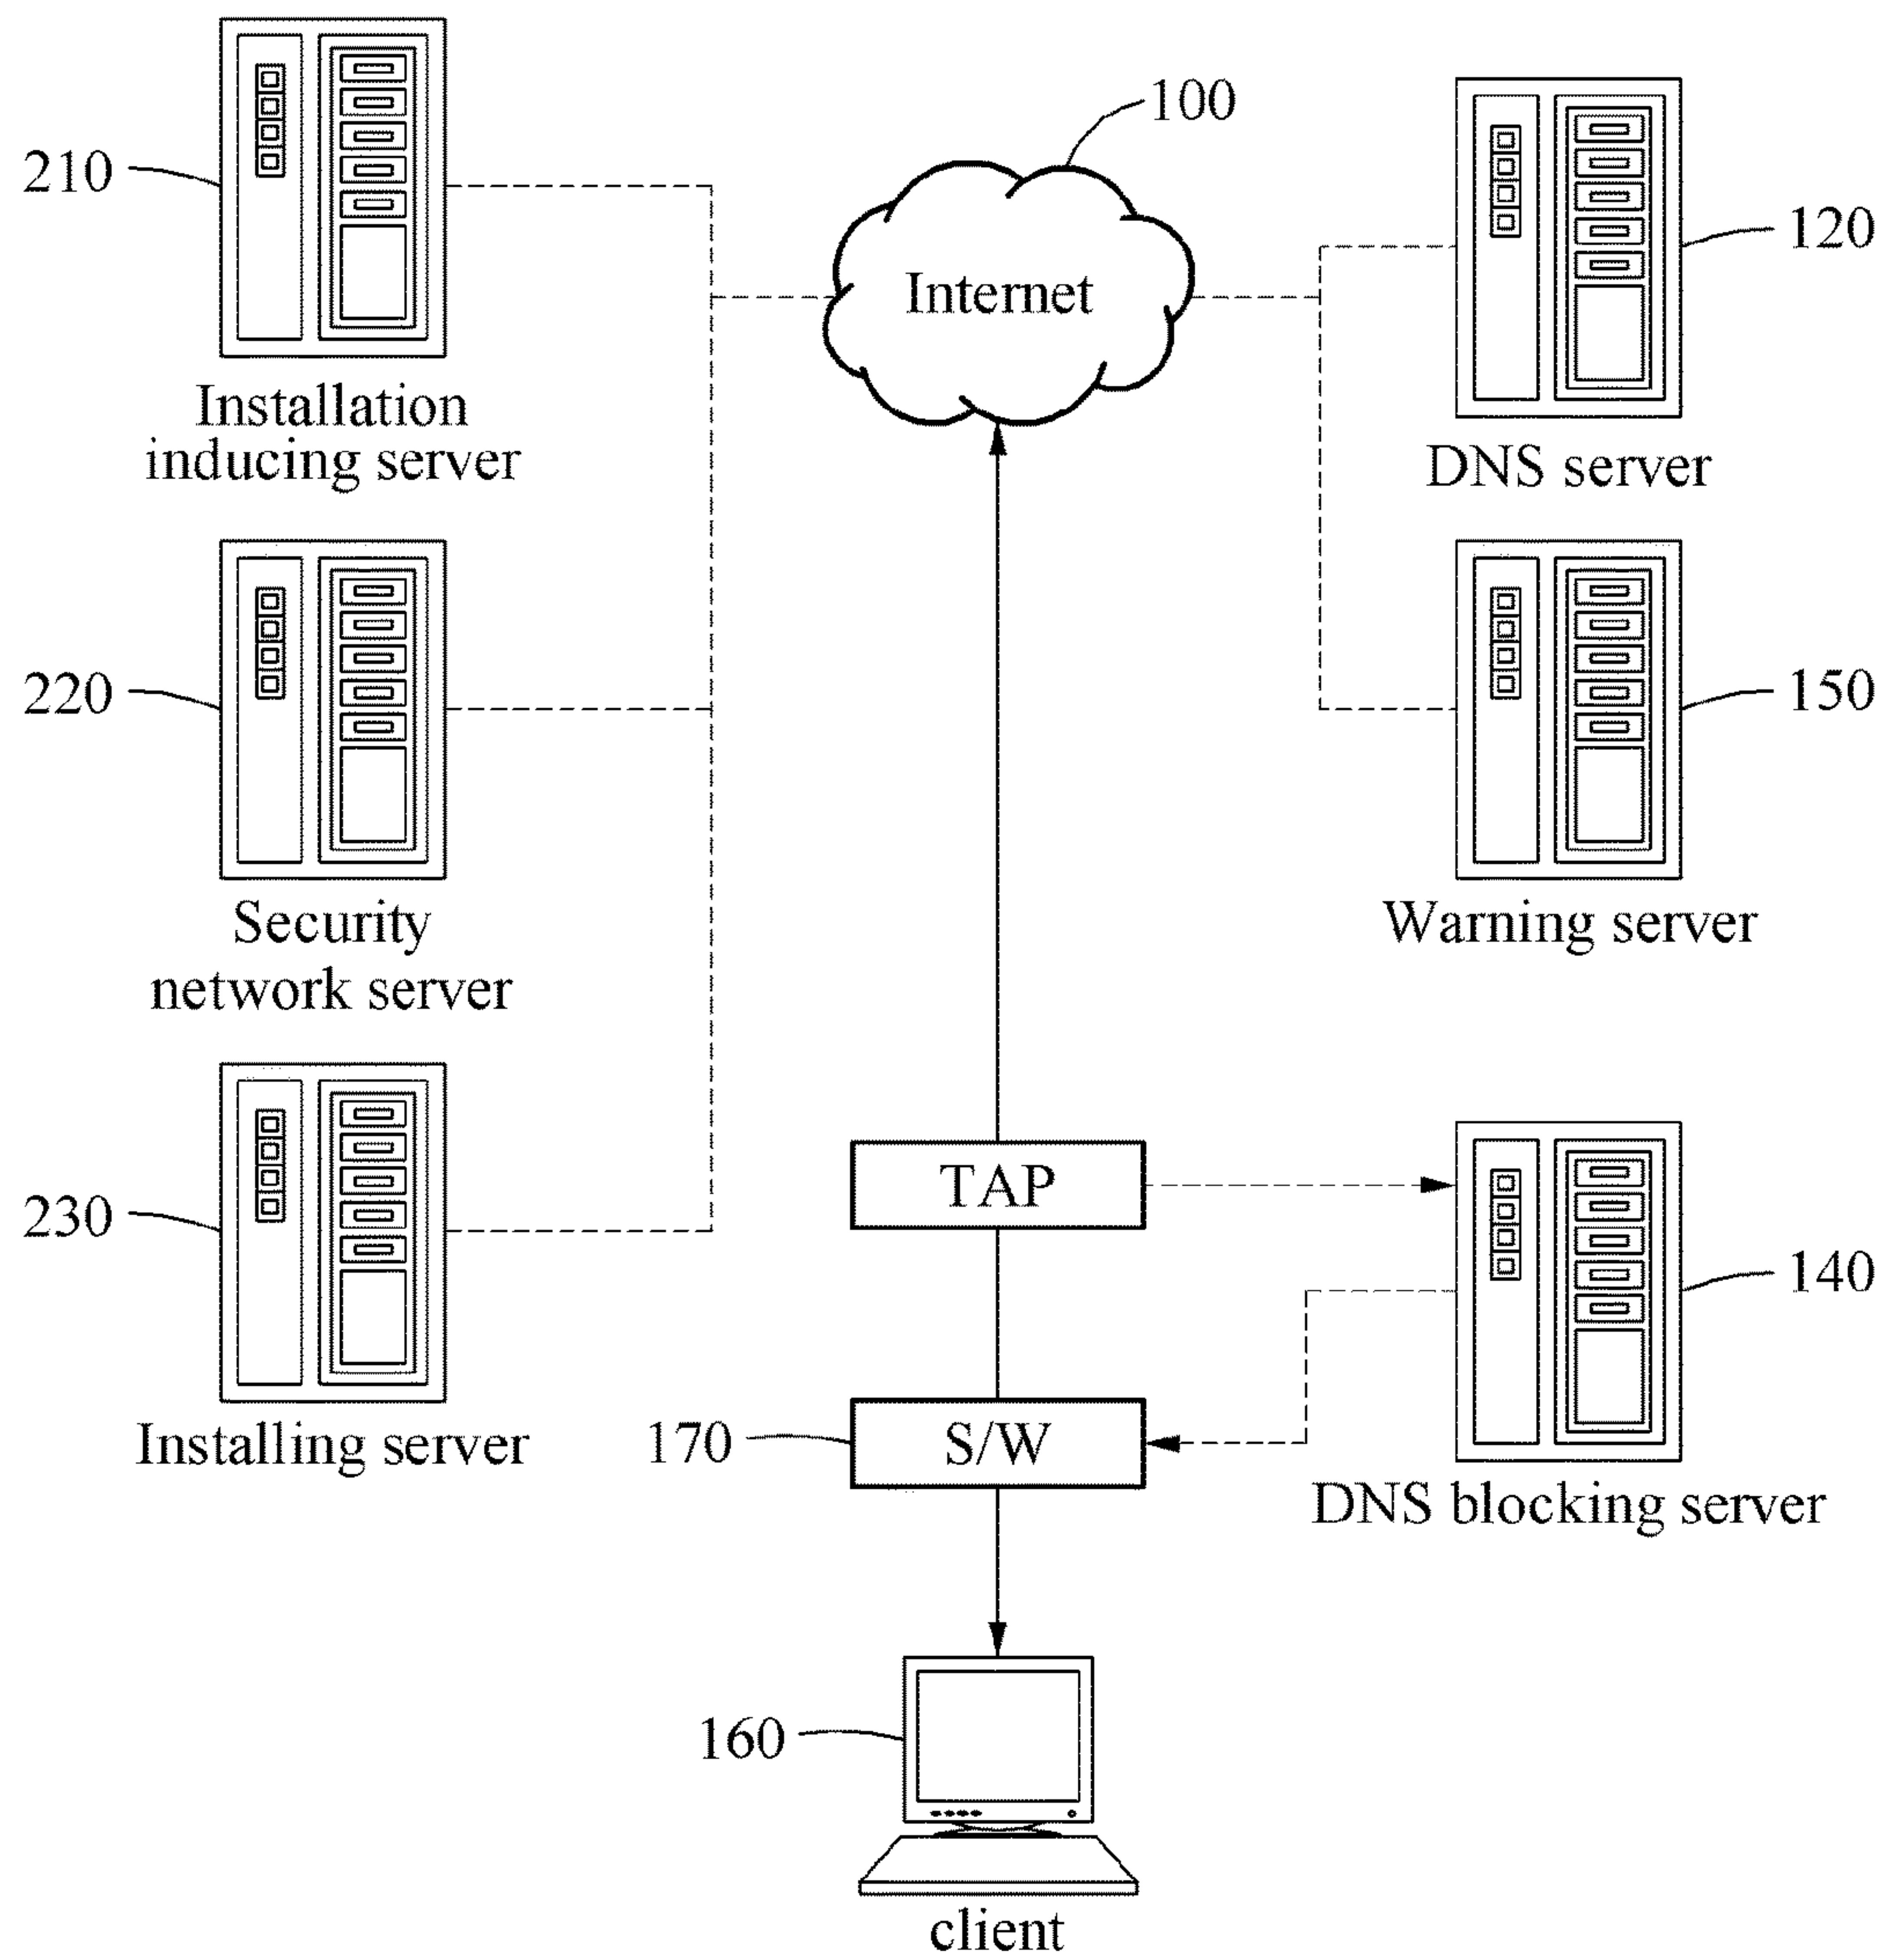 100
210
120
Internet
Installation
inducing server
DNS server
220
150
Security
network server
Warning server
TAP
230
140
Installing server
170
S/W
DNS blocking server
160
client